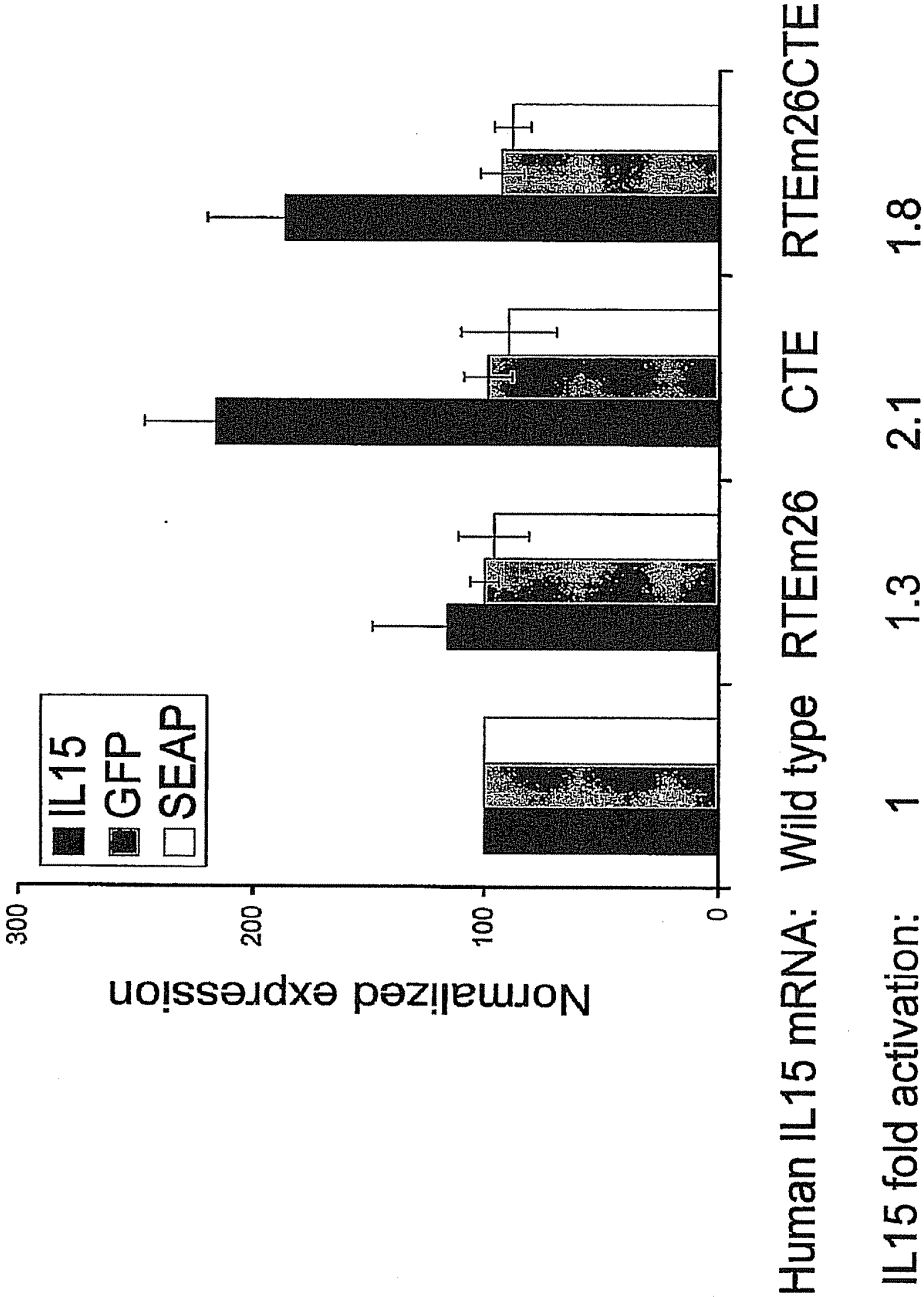 300
200
100
0
Normalized expression
IL15
GFP
SEAP
Human IL15 mRNA: Wild type RTEm26 CTE RTEm26CTE
IL15 fold activation: 1 1.3 2.1 1.8